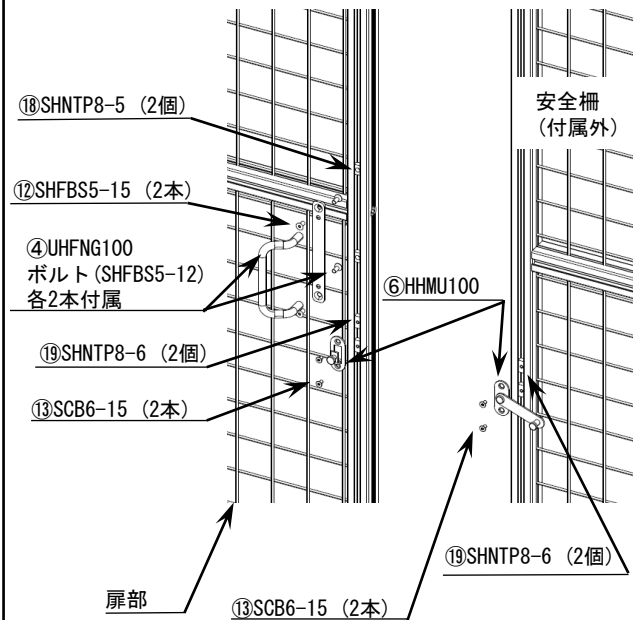 ⑱SHNTP8-5 (2個)
安全柵
(付属外)
⑫SHFBS5-15 (2本)
④UHFNG100
ボルト(SHFBS5-12)
各2本付属
⑥HHMU100
⑲SHNTP8-6 (2個)
⑬SCB6-15 (2本)
⑲SHNTP8-6 (2個)
扉部
⑬SCB6-15 (2本)